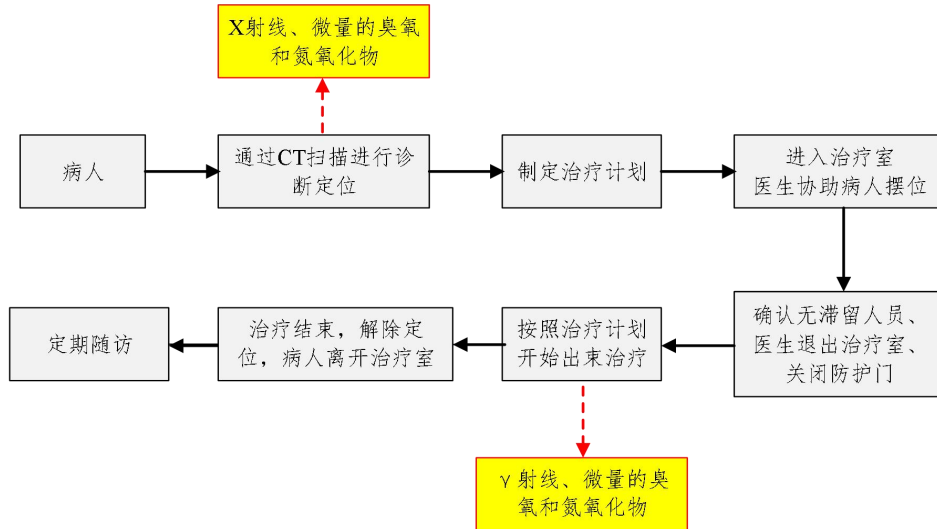 X射线、微量的臭氧
和氮氧化物
病人
通过CT扫描进行诊
断定位
制定治疗计划
进入治疗室
医生协助病人摆位
定期随访
治疗结束，解除定
位，病人离开治疗室
按照治疗计划
开始出束治疗
确认无滞留人员、
医生退出治疗室、
关闭防护门
γ射线、微量的臭
氧和氮氧化物